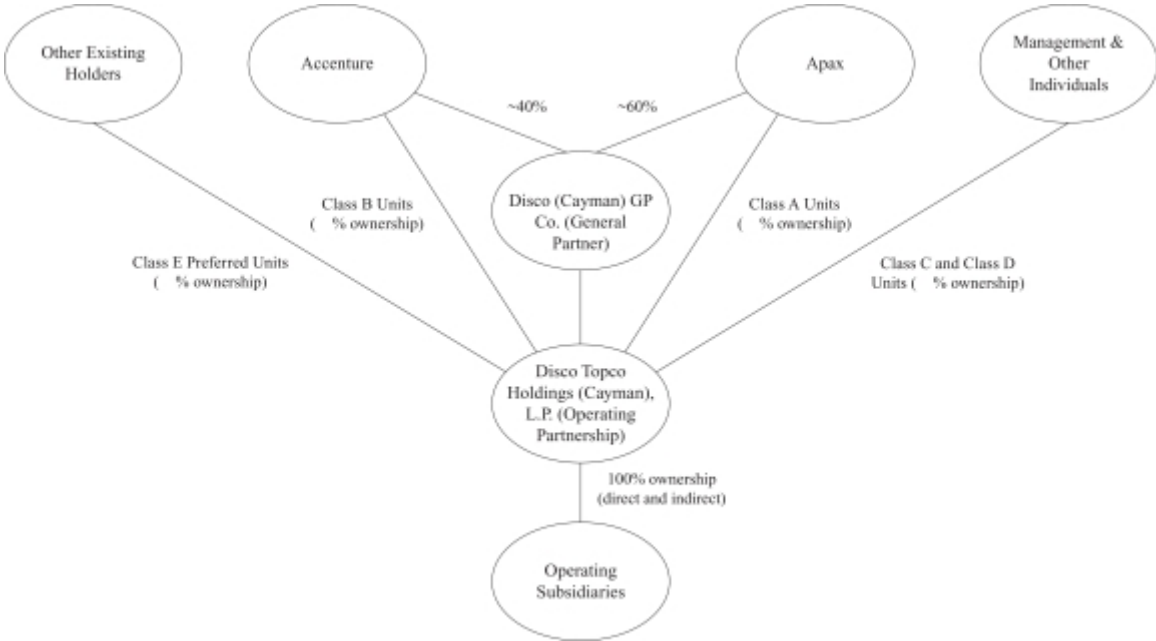 Other Existing
Holders
Accenture
Apax
Management &
Other
Individuals
~40%
~60%
Disco (Cayman) GP
Co. (General
Partner)
Class B Units
(   % ownership)
Class A Units
(   % ownership)
Class E Preferred Units
(   % ownership)
Class C and Class D
Units (   % ownership)
Disco Topco
Holdings (Cayman),
L.P. (Operating
Partnership)
100% ownership
(direct and indirect)
Operating
Subsidiaries